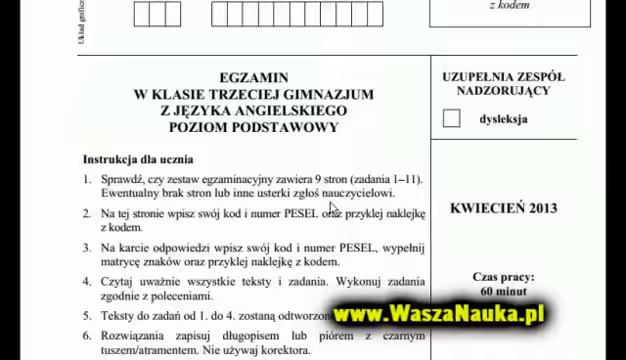 Układ graficzny
z kodem
EGZAMIN
W KLASIE TRZECIEJ GIMNAZJUM
Z JĘZYKA ANGIELSKIEGO
POZIOM PODSTAWOWY
UZUPEŁNIA ZESPÓŁ
NADZORUJĄCY
dysleksja
Instrukcja dla ucznia
1. Sprawdź, czy zestaw egzaminacyjny zawiera 9 stron (zadania 1–11).
Ewentualny brak stron lub inne usterki zgłoś nauczycielowi.
2. Na tej stronie wpisz swój kod i numer PESEL oraz przyklej naklejkę
z kodem.
3. Na karcie odpowiedzi wpisz swój kod i numer PESEL, wypełnij
matrycę znaków oraz przyklej naklejkę z kodem.
4. Czytaj uważnie wszystkie teksty i zadania. Wykonuj zadania
zgodnie z poleceniami.
5. Teksty do zadań od 1. do 4. zostaną odtworzone
6. Rozwiązania zapisuj długopisem lub piórem z czarnym
tuszem/atramentem. Nie używaj korektora.
KWIECIEŃ 2013
Czas pracy:
60 minut
www.WaszaNauka.pl